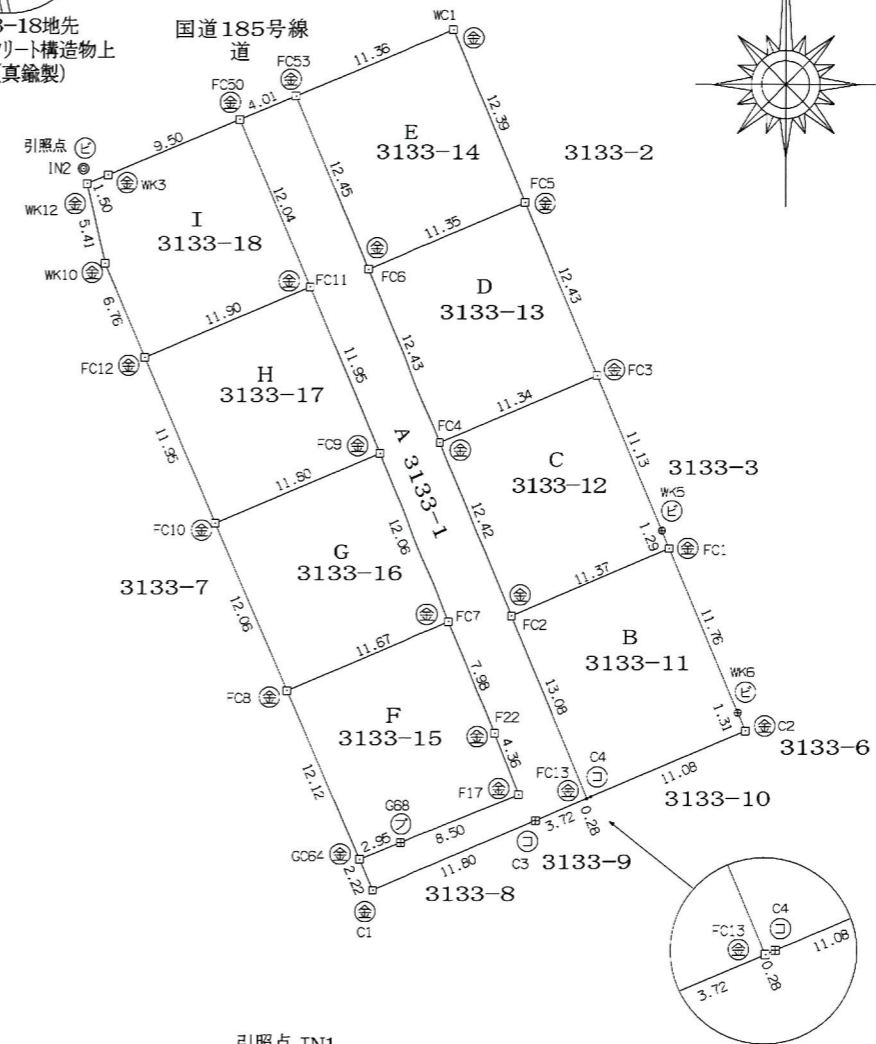 3-18地先
リート構造物上
真鍮製)
国道185号線
道
WC1
金
11.36
FC53
金
FC50
金
4.01
9.50
引照点 ビ
IN2
金 WK3
1.50
WK12 金
5.41
WK10 金
6.76
I
3133-18
12.04
12.45
E
3133-14
12.39
3133-2
FC5
金
11.35
金
FC6
金 FC11
11.90
FC12 金
D
3133-13
12.43
12.43
金 FC3
11.34
FC4
金
H
3133-17
11.95
11.95
FC9 金
A 3133-1
11.80
FC10 金
C
3133-12
11.13
3133-3
WK5
ビ
1.29
金 FC1
12.42
11.37
金
FC2
G
3133-16
12.06
3133-7
12.06
金 FC7
11.67
FC8 金
B
3133-11
11.76
WK6
ビ
1.31
金 C2
3133-6
13.08
11.08
3133-10
F
3133-15
7.98
F22
金
4.36
F17 金
12.12
C4
コ
FC13
金
0.28
3.72
G68
プ
8.50
2.95
GC64 金
2.22
11.80
C3
コ
3133-9
3133-8
金
C1
C4
コ
FC13
金
11.08
0.28
3.72
引照点 IN1